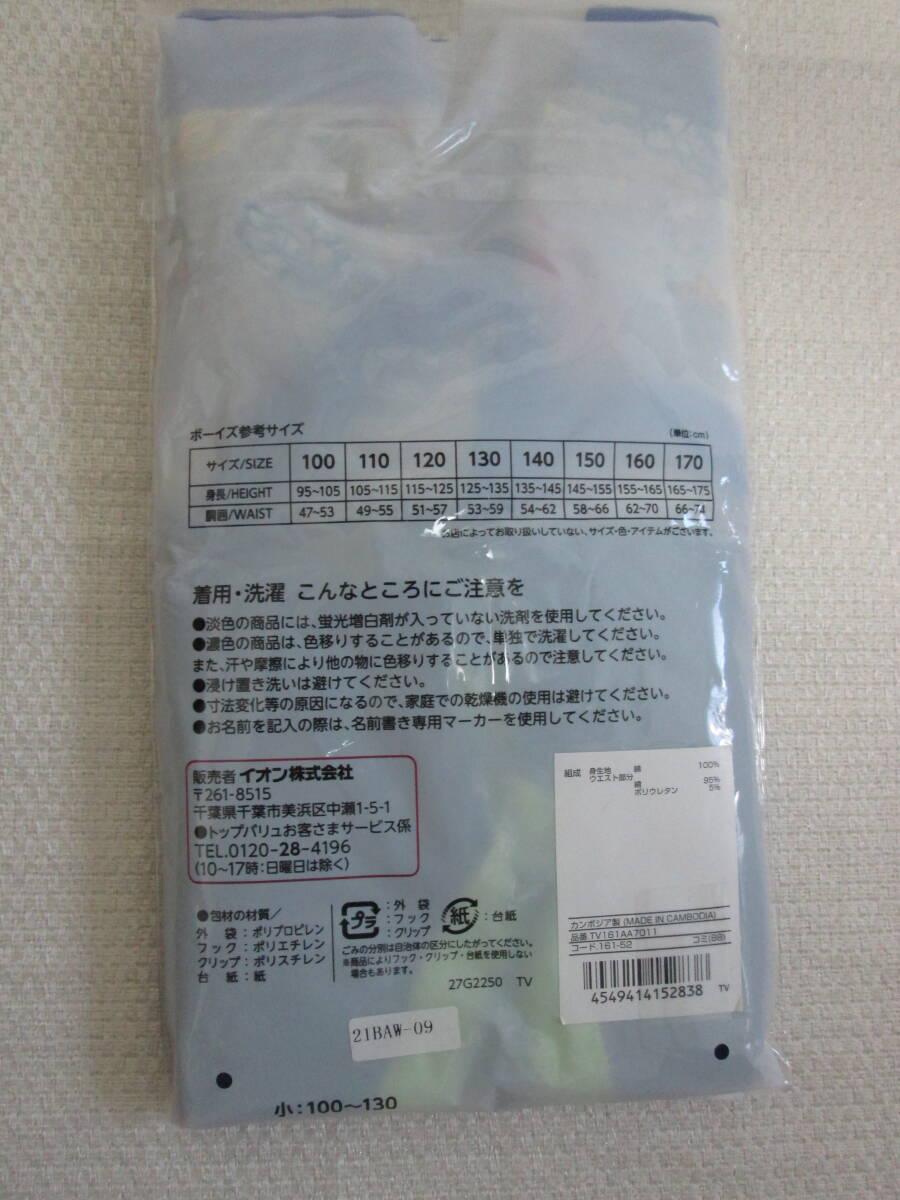 ボーイズ参考サイズ (単位:cm)
サイズ/SIZE 100 110 120 130 140 150 160 170
身長/HEIGHT 95~105 105~115 115~125 125~135 135~145 145~155 155~165 165~175
胴囲/WAIST 47~53 49~55 51~57 53~59 54~62 58~66 62~70 66~74
店によってお取り扱いしていない、サイズ・色・アイテムがございます。
着用・洗濯 こんなところにご注意を
●淡色の商品には、蛍光増白剤が入っていない洗剤を使用してください。
●濃色の商品は、色移りすることがあるので、単独で洗濯してください。
また、汗や摩擦により他の物に色移りすることがあるので注意してください。
●浸け置き洗いは避けてください。
●寸法変化等の原因になるので、家庭での乾燥機の使用は避けてください。
●お名前を記入の際は、名前書き専用マーカーを使用してください。
販売者 イオン株式会社
〒261-8515
千葉県千葉市美浜区中瀬1-5-1
●トップバリュお客さまサービス係
TEL.0120-28-4196
(10~17時:日曜日は除く)
●包材の材質/
外 袋:ポリプロピレン
フック:ポリエチレン
クリップ:ポリスチレン
台 紙:紙
プラ
:外 袋
:フック
:クリップ
紙 :台紙
ごみの分別は自治体の区分にしたがってください。
※商品によりフック・クリップ・台紙を使用しない
場合もあります。
27G2250 TV
組成 身生地 綿 100%
ウエスト部分
綿 95%
ポリウレタン 5%
カンボジア製 (MADE IN CAMBODIA)
品番.TV161AA7011
コード.161-52 コミ(88)
4549414152838 TV
21BAW-09
小:100~130